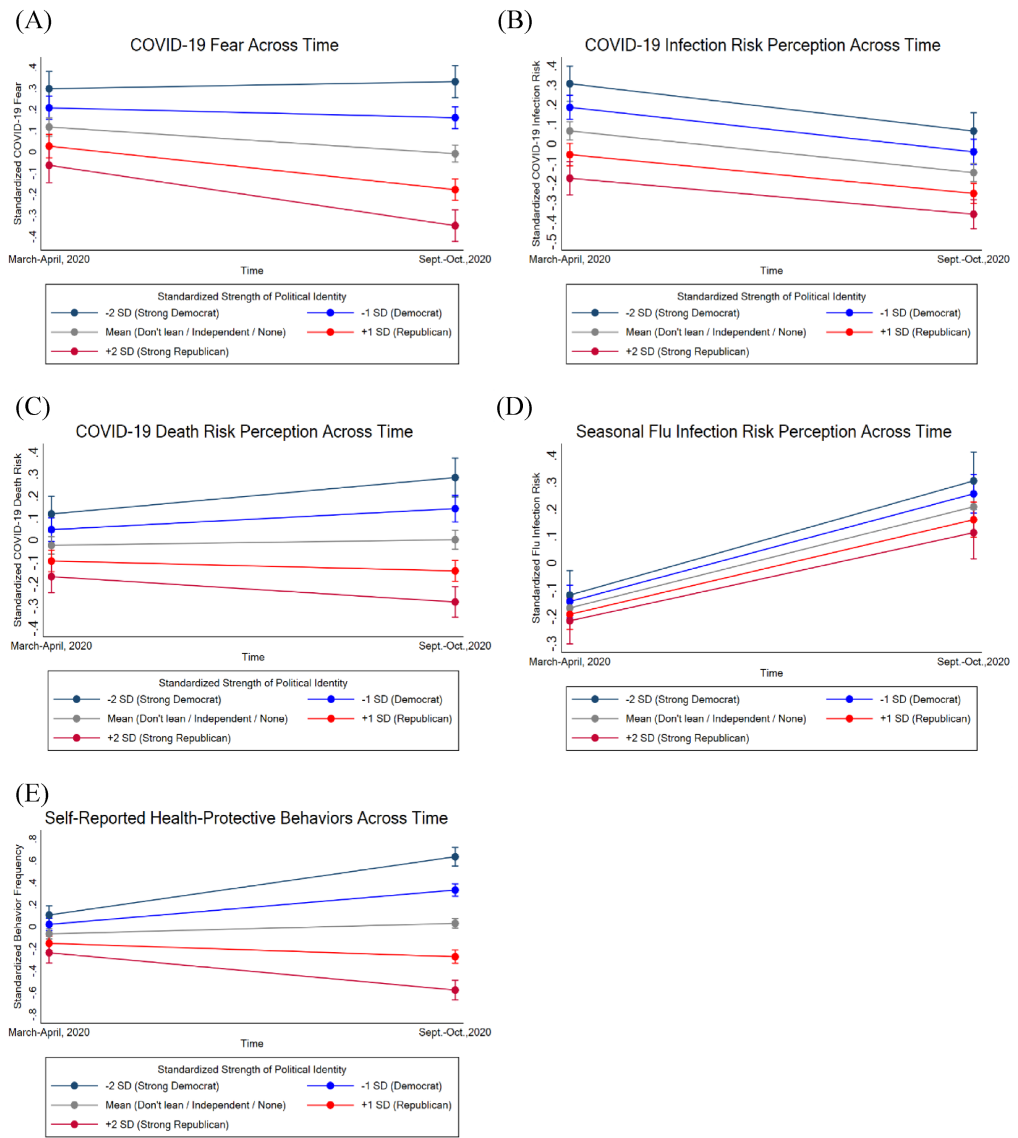 (A)
COVID-19 Fear Across Time
Standardized COVID-19 Fear
.4
.3
.2
.1
0
-.1
-.2
-.3
-.4
March-April, 2020
Sept.-Oct.,2020
Time
Standardized Strength of Political Identity
-2 SD (Strong Democrat)
-1 SD (Democrat)
Mean (Don't lean / Independent / None)
+1 SD (Republican)
+2 SD (Strong Republican)
(B)
COVID-19 Infection Risk Perception Across Time
Standardized COVID-19 Infection Risk
.4
.3
.2
.1
0
-.1
-.2
-.3
-.4
-.5
March-April, 2020
Sept.-Oct.,2020
Time
Standardized Strength of Political Identity
-2 SD (Strong Democrat)
-1 SD (Democrat)
Mean (Don't lean / Independent / None)
+1 SD (Republican)
+2 SD (Strong Republican)
(C)
COVID-19 Death Risk Perception Across Time
Standardized COVID-19 Death Risk
.4
.3
.2
.1
0
-.1
-.2
-.3
-.4
March-April, 2020
Sept.-Oct.,2020
Time
Standardized Strength of Political Identity
-2 SD (Strong Democrat)
-1 SD (Democrat)
Mean (Don't lean / Independent / None)
+1 SD (Republican)
+2 SD (Strong Republican)
(D)
Seasonal Flu Infection Risk Perception Across Time
Standardized Flu Infection Risk
.4
.3
.2
.1
0
-.1
-.2
-.3
March-April, 2020
Sept.-Oct.,2020
Time
Standardized Strength of Political Identity
-2 SD (Strong Democrat)
-1 SD (Democrat)
Mean (Don't lean / Independent / None)
+1 SD (Republican)
+2 SD (Strong Republican)
(E)
Self-Reported Health-Protective Behaviors Across Time
Standardized Behavior Frequency
.8
.6
.4
.2
0
-.2
-.4
-.6
-.8
March-April, 2020
Sept.-Oct.,2020
Time
Standardized Strength of Political Identity
-2 SD (Strong Democrat)
-1 SD (Democrat)
Mean (Don't lean / Independent / None)
+1 SD (Republican)
+2 SD (Strong Republican)